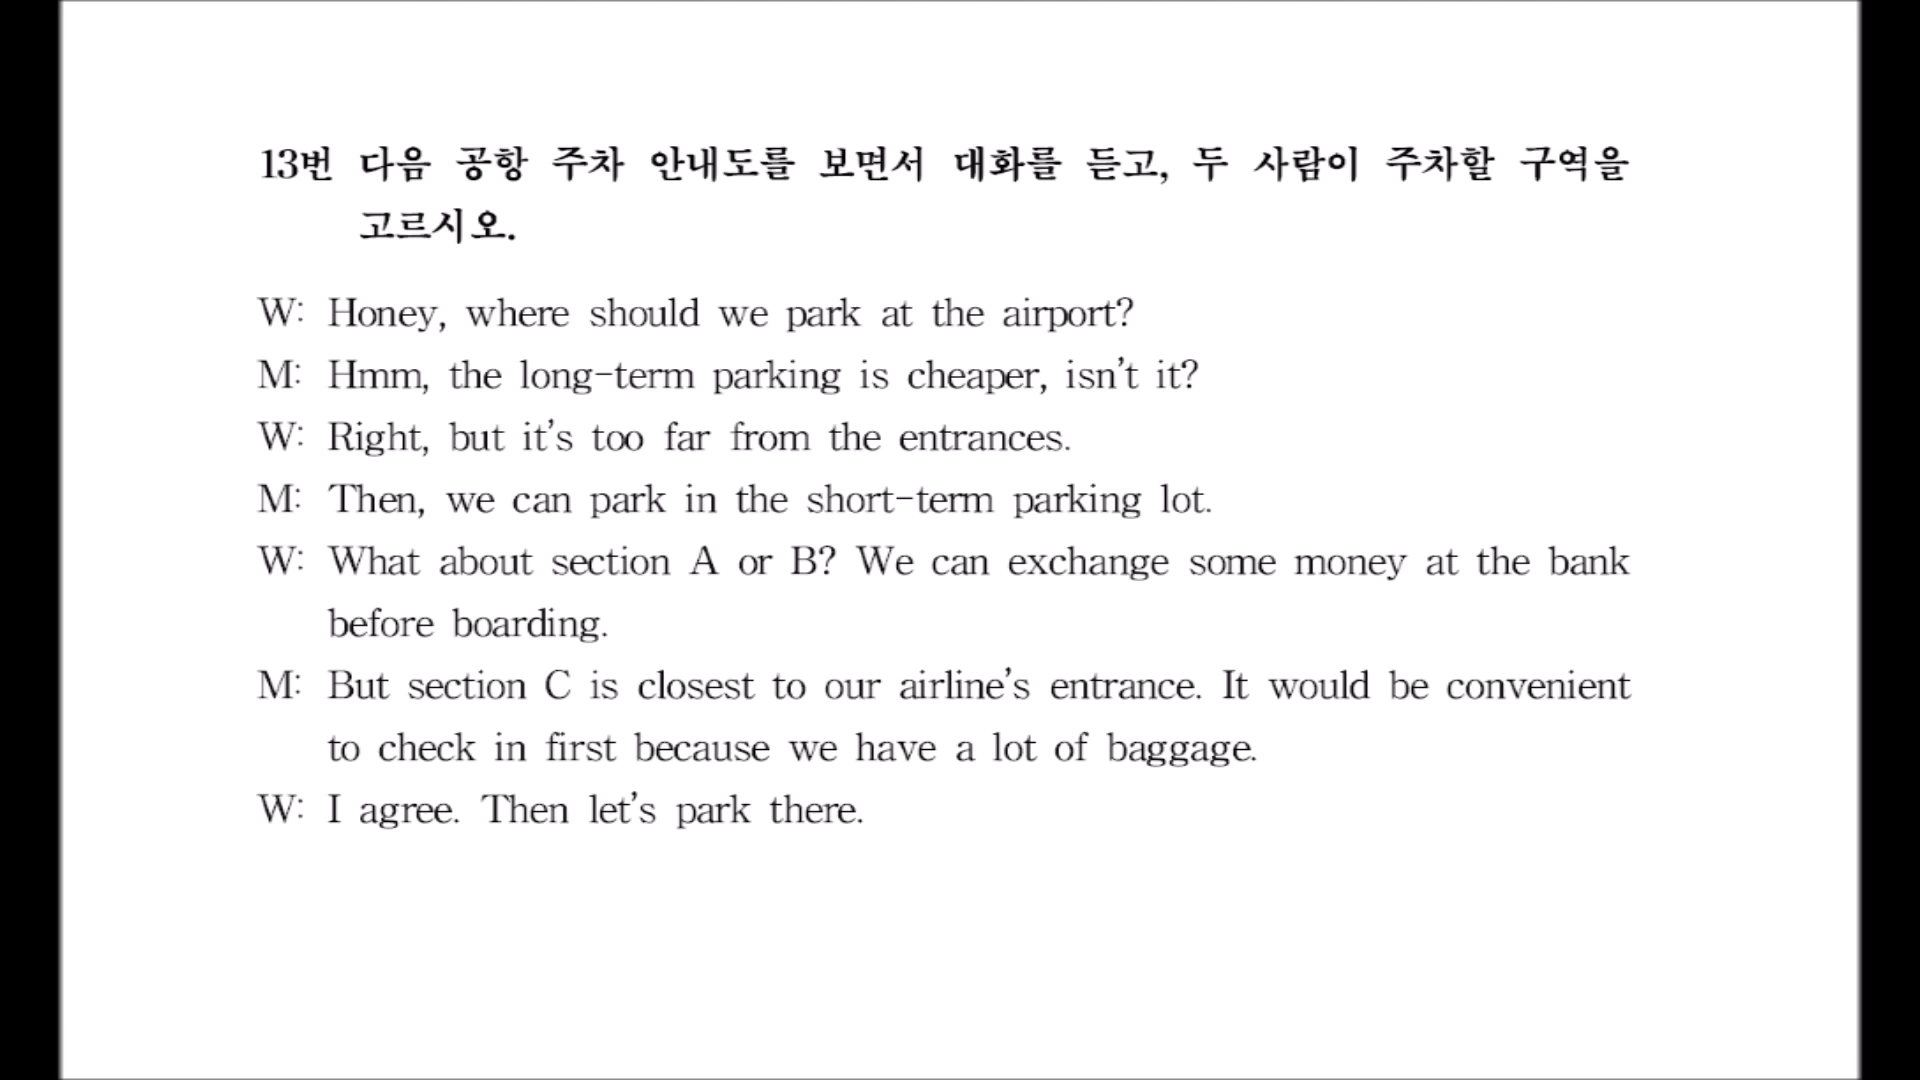 13번 다음 공항 주차 안내도를 보면서 대화를 듣고, 두 사람이 주차할 구역을
고르시오.
W: Honey, where should we park at the airport?
M: Hmm, the long-term parking is cheaper, isn't it?
W: Right, but it's too far from the entrances.
M: Then, we can park in the short-term parking lot.
W: What about section A or B? We can exchange some money at the bank
before boarding.
M: But section C is closest to our airline's entrance. It would be convenient
to check in first because we have a lot of baggage.
W: I agree. Then let's park there.